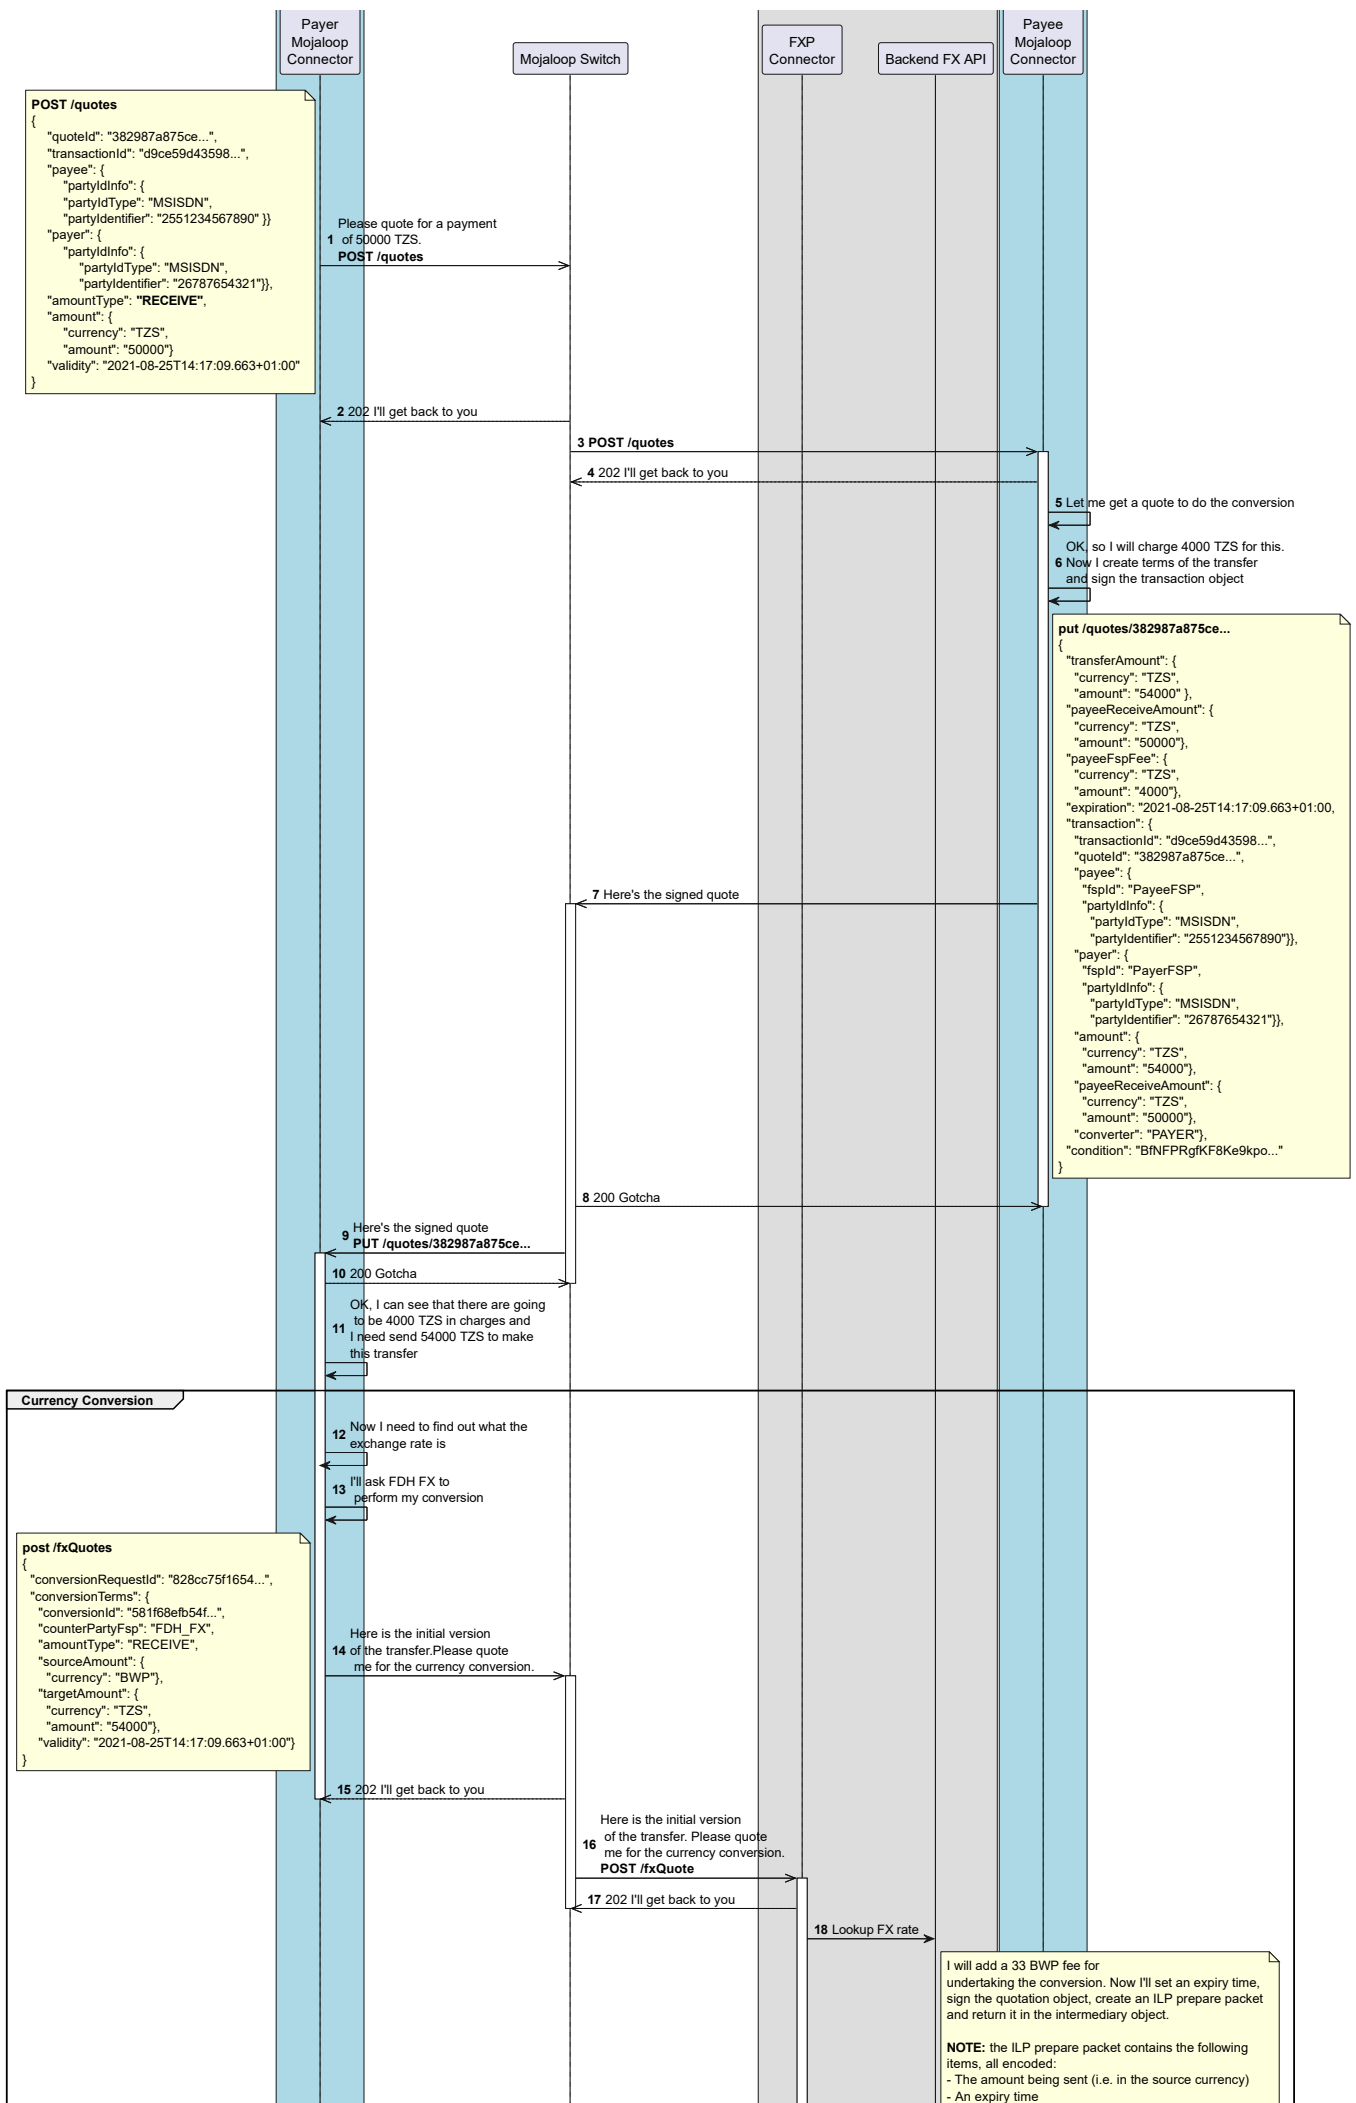 Payer
Mojaloop
Connector
Mojaloop Switch
FXP
Connector
Backend FX API
Payee
Mojaloop
Connector
POST /quotes
{
"quoteId": "382987a875ce...",
"transactionId": "d9ce59d43598...",
"payee": {
"partyIdInfo": {
"partyIdType": "MSISDN",
"partyIdentifier": "2551234567890" }}
"payer": {
"partyIdInfo": {
"partyIdType": "MSISDN",
"partyIdentifier": "26787654321"}},
"amountType": "RECEIVE",
"amount": {
"currency": "TZS",
"amount": "50000"}
"validity": "2021-08-25T14:17:09.663+01:00"
}
Please quote for a payment
1 of 50000 TZS.
POST /quotes
2 202 I'll get back to you
3 POST /quotes
4 202 I'll get back to you
5 Let me get a quote to do the conversion
OK, so I will charge 4000 TZS for this.
6 Now I create terms of the transfer
and sign the transaction object
put /quotes/382987a875ce...
{
"transferAmount": {
"currency": "TZS",
"amount": "54000" },
"payeeReceiveAmount": {
"currency": "TZS",
"amount": "50000"},
"payeeFspFee": {
"currency": "TZS",
"amount": "4000"},
"expiration": "2021-08-25T14:17:09.663+01:00,
"transaction": {
"transactionId": "d9ce59d43598...",
"quoteId": "382987a875ce...",
"payee": {
"fspId": "PayeeFSP",
"partyIdInfo": {
"partyIdType": "MSISDN",
"partyIdentifier": "2551234567890"}},
"payer": {
"fspId": "PayerFSP",
"partyIdInfo": {
"partyIdType": "MSISDN",
"partyIdentifier": "26787654321"}},
"amount": {
"currency": "TZS",
"amount": "54000"},
"payeeReceiveAmount": {
"currency": "TZS",
"amount": "50000"},
"converter": "PAYER"},
"condition": "BfNFPRgfKF8Ke9kpo..."
}
7 Here's the signed quote
8 200 Gotcha
Here's the signed quote
9 PUT /quotes/382987a875ce...
10 200 Gotcha
OK, I can see that there are going
to be 4000 TZS in charges and
11 I need send 54000 TZS to make
this transfer
Currency Conversion
12 Now I need to find out what the
exchange rate is
13 I'll ask FDH FX to
perform my conversion
post /fxQuotes
{
"conversionRequestId": "828cc75f1654...",
"conversionTerms": {
"conversionId": "581f68efb54f...",
"counterPartyFsp": "FDH_FX",
"amountType": "RECEIVE",
"sourceAmount": {
"currency": "BWP"},
"targetAmount": {
"currency": "TZS",
"amount": "54000"},
"validity": "2021-08-25T14:17:09.663+01:00"}
}
Here is the initial version
14 of the transfer.Please quote
me for the currency conversion.
15 202 I'll get back to you
Here is the initial version
of the transfer. Please quote
16 me for the currency conversion.
POST /fxQuote
17 202 I'll get back to you
18 Lookup FX rate
I will add a 33 BWP fee for
undertaking the conversion. Now I'll set an expiry time,
sign the quotation object, create an ILP prepare packet
and return it in the intermediary object.
NOTE: the ILP prepare packet contains the following
items, all encoded:
- The amount being sent (i.e. in the source currency)
- An expiry time